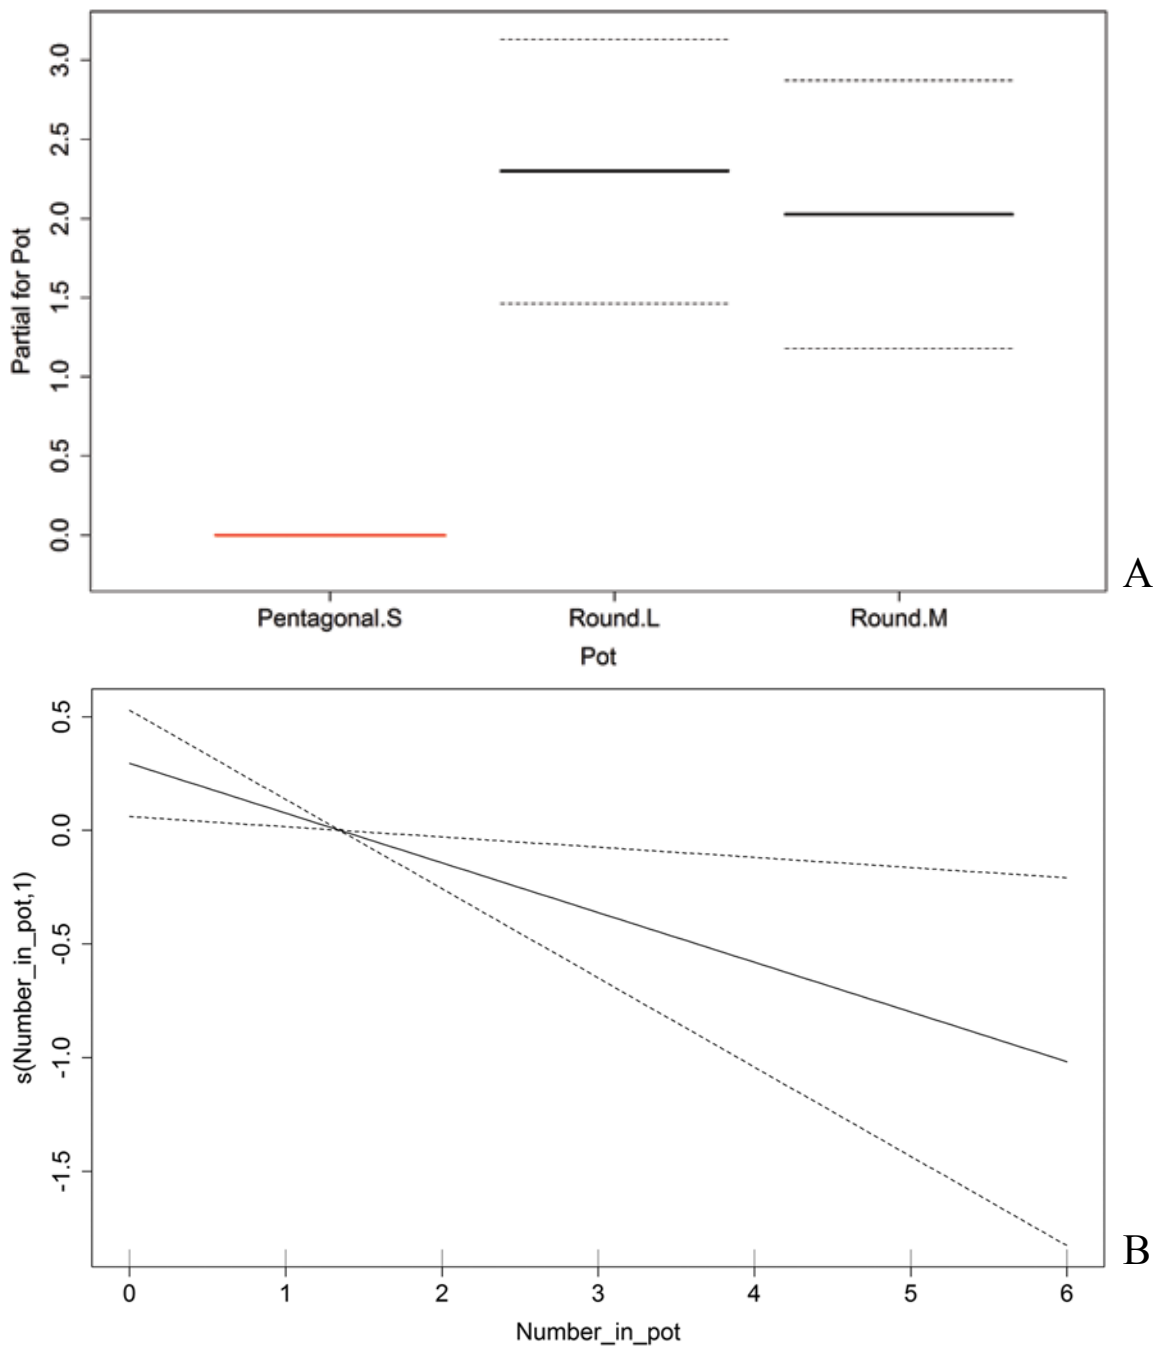 3.0
2.5
2.0
1.5
1.0
0.5
0.0
Partial for Pot
Pentagonal.S Round.L Round.M
Pot
A
0.5
0.0
-0.5
-1.0
-1.5
s(Number_in_pot,1)
0 1 2 3 4 5 6
Number_in_pot
B